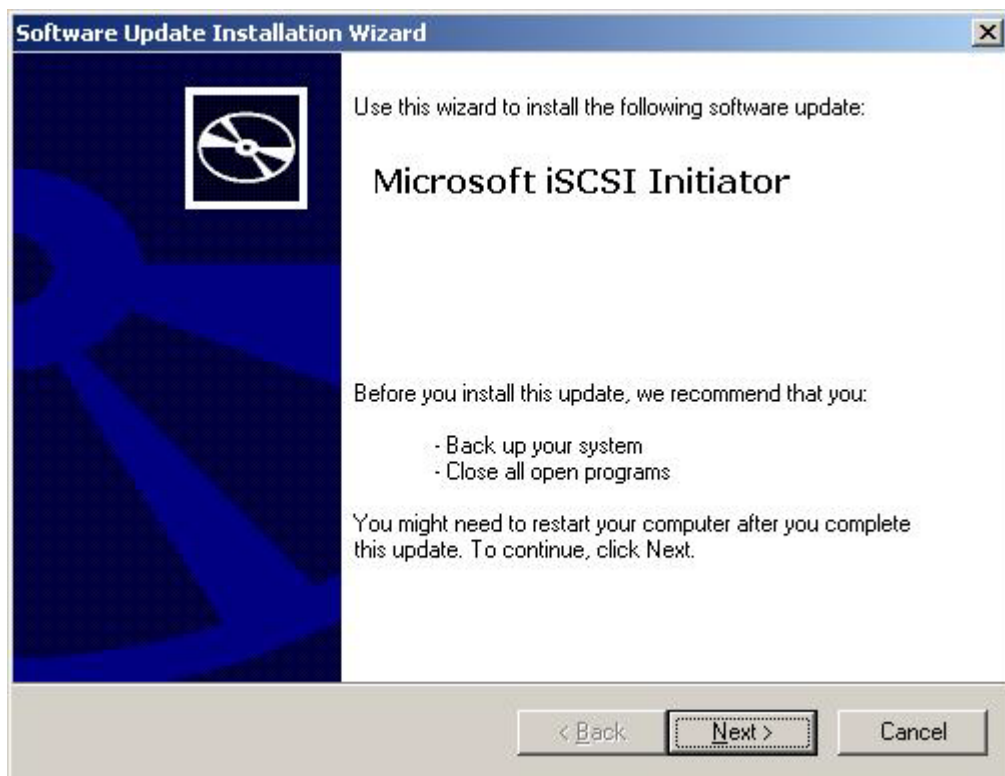 Software Update Installation Wizard
Use this wizard to install the following software update:
Microsoft iSCSI Initiator
Before you install this update, we recommend that you:
- Back up your system
- Close all open programs
You might need to restart your computer after you complete
this update. To continue, click Next.
< Back
Next >
Cancel